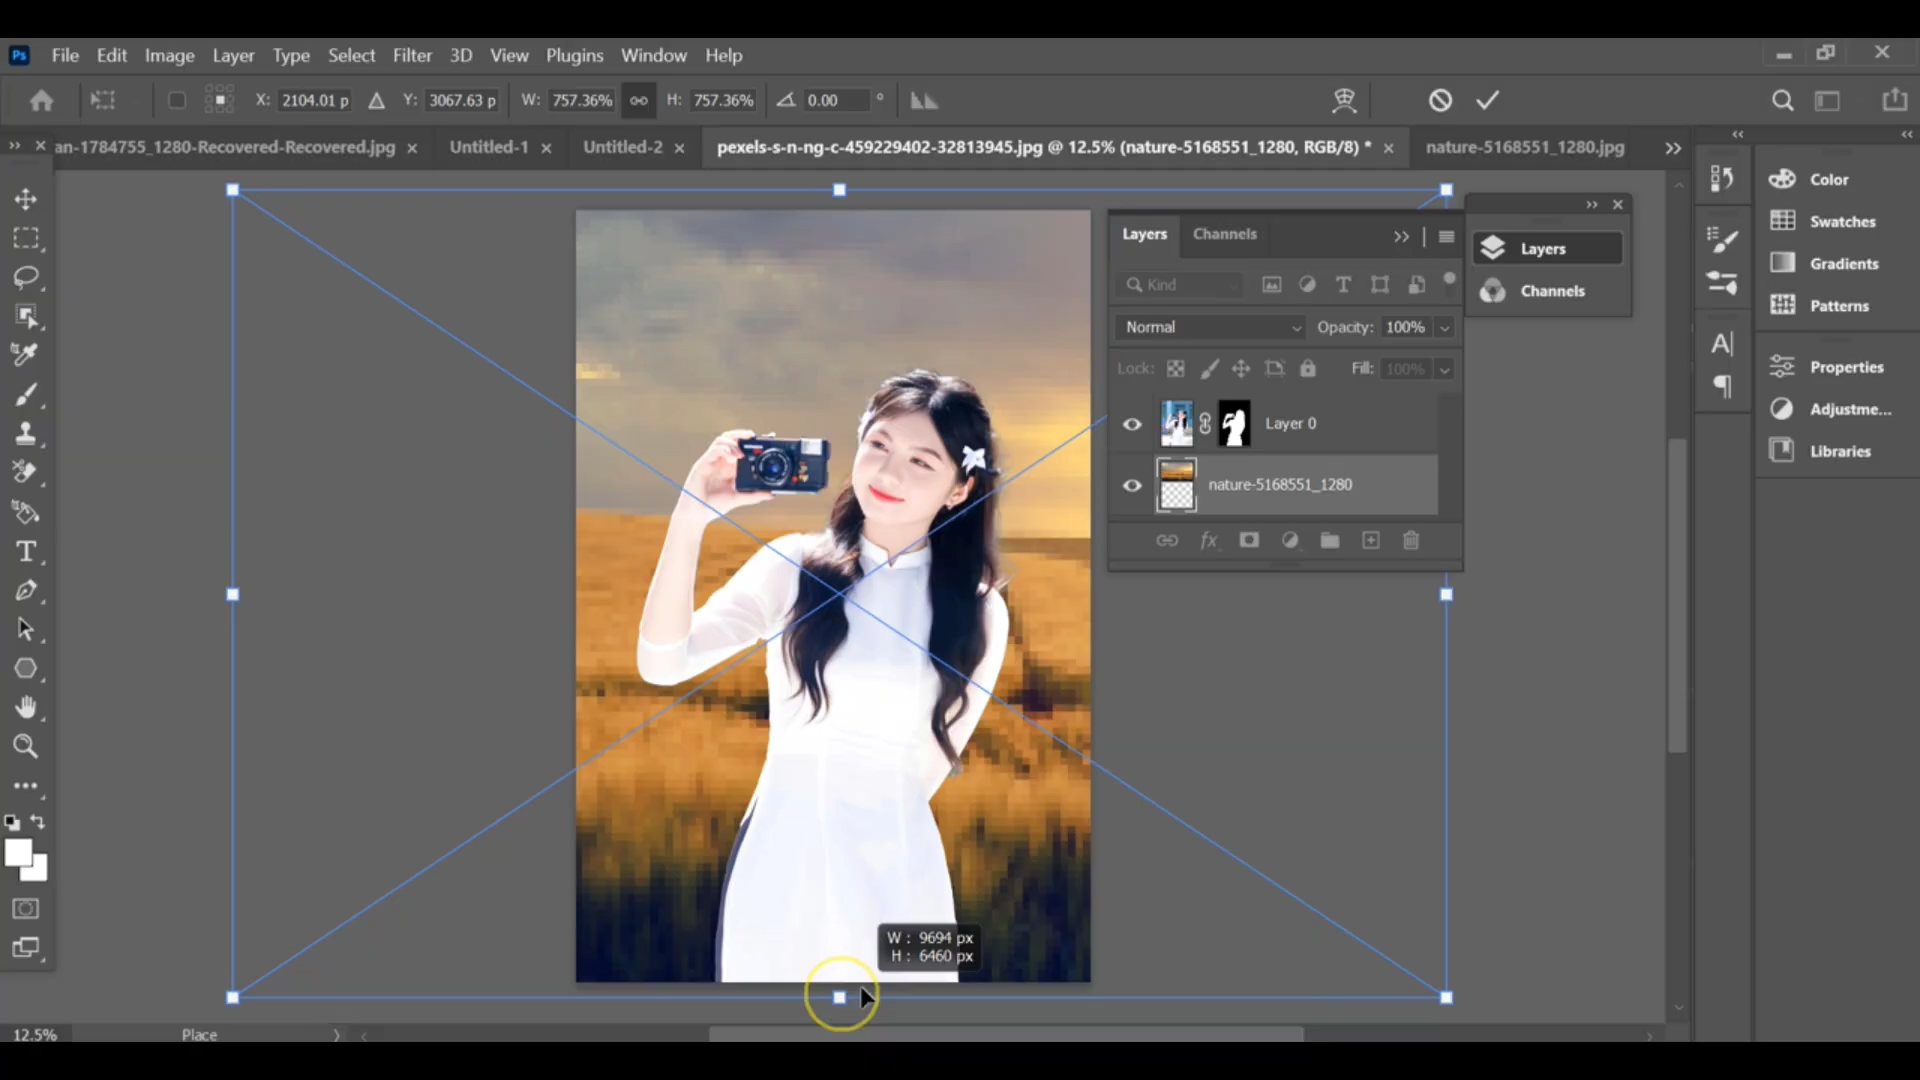 Ps File Edit Image Layer Type Select Filter 3D View Plugins Window Help
X: 2104.01 p Y: 3067.63 p W: 757.36% H: 757.36% 0.00 °
an-1784755_1280-Recovered-Recovered.jpg × Untitled-1 × Untitled-2 × pexels-s-n-ng-c-459229402-32813945.jpg @ 12.5% (nature-5168551_1280, RGB/8) * × nature-5168551_1280.jpg
Layers Channels
Kind
Normal Opacity: 100%
Lock: Fill: 100%
Layer 0
nature-5168551_1280
fx
Layers
Channels
Color
Swatches
Gradients
Patterns
Properties
Adjustme...
Libraries
W : 9694 px
H : 6460 px
12.5% Place